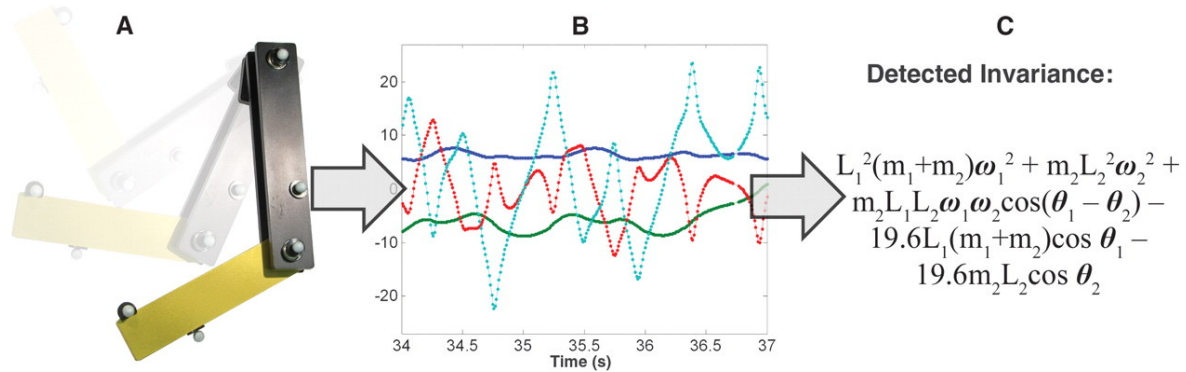 A
B
C
Detected Invariance:
20
10
0
-10
-20
34
34.5
35
35.5
36
36.5
37
Time (s)
L₁²(m₁+m₂)ω₁² + m₂L₂²ω₂² +
m₂L₁L₂ω₁ω₂cos(θ₁ – θ₂) –
19.6L₁(m₁+m₂)cos θ₁ –
19.6m₂L₂cos θ₂